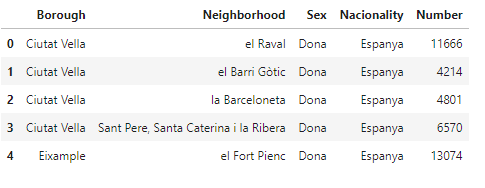 Borough Neighborhood Sex Nacionality Number
0 Ciutat Vella el Raval Dona Espanya 11666
1 Ciutat Vella el Barri Gòtic Dona Espanya 4214
2 Ciutat Vella la Barceloneta Dona Espanya 4801
3 Ciutat Vella Sant Pere, Santa Caterina i la Ribera Dona Espanya 6570
4 Eixample el Fort Pienc Dona Espanya 13074